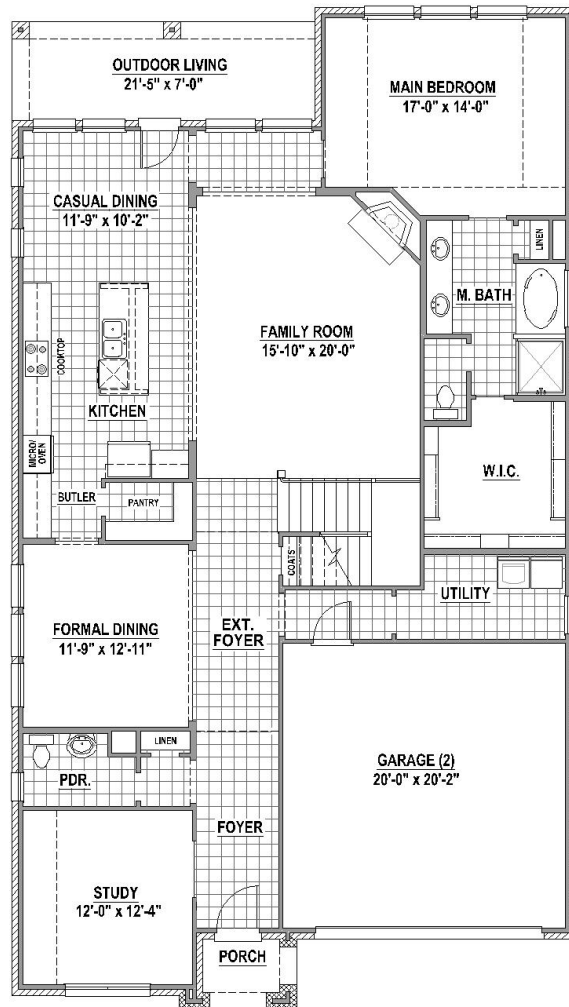 OUTDOOR LIVING
21'-5" x 7'-0"
MAIN BEDROOM
17'-0" x 14'-0"
CASUAL DINING
11'-9" x 10'-2"
LINEN
M. BATH
FAMILY ROOM
15'-10" x 20'-0"
COOKTOP
KITCHEN
MICRO/
OVEN
W.I.C.
BUTLER
PANTRY
COATS
UTILITY
FORMAL DINING
11'-9" x 12'-11"
EXT.
FOYER
LINEN
PDR.
GARAGE (2)
20'-0" x 20'-2"
FOYER
STUDY
12'-0" x 12'-4"
PORCH